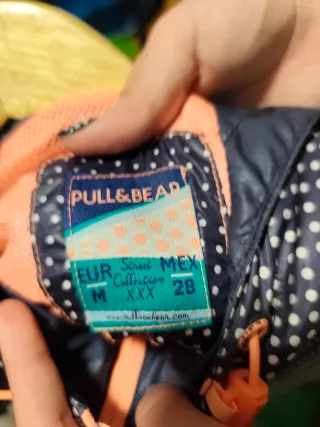 PULL&BEAR
EUR Street MEX
M Collection 28
XXX
www.pullandbear.com